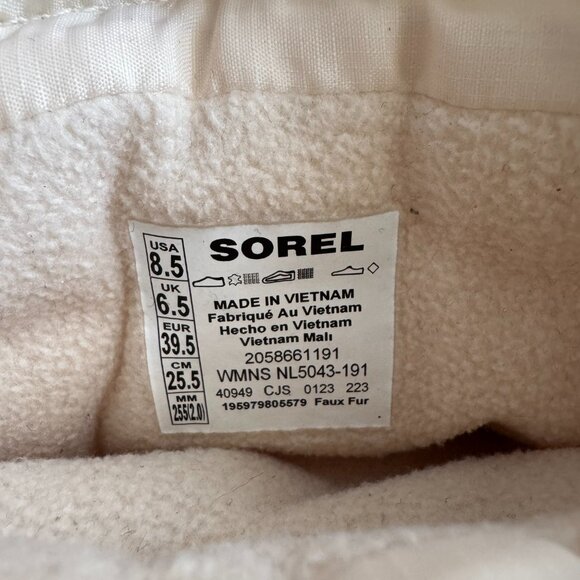 USA
8.5
UK
6.5
EUR
39.5
CM
25.5
MM
255(2.0)
SOREL
MADE IN VIETNAM
Fabriqué Au Vietnam
Hecho en Vietnam
Vietnam Malı
2058661191
WMNS NL5043-191
40949 CJS 0123 223
195979805579 Faux Fur